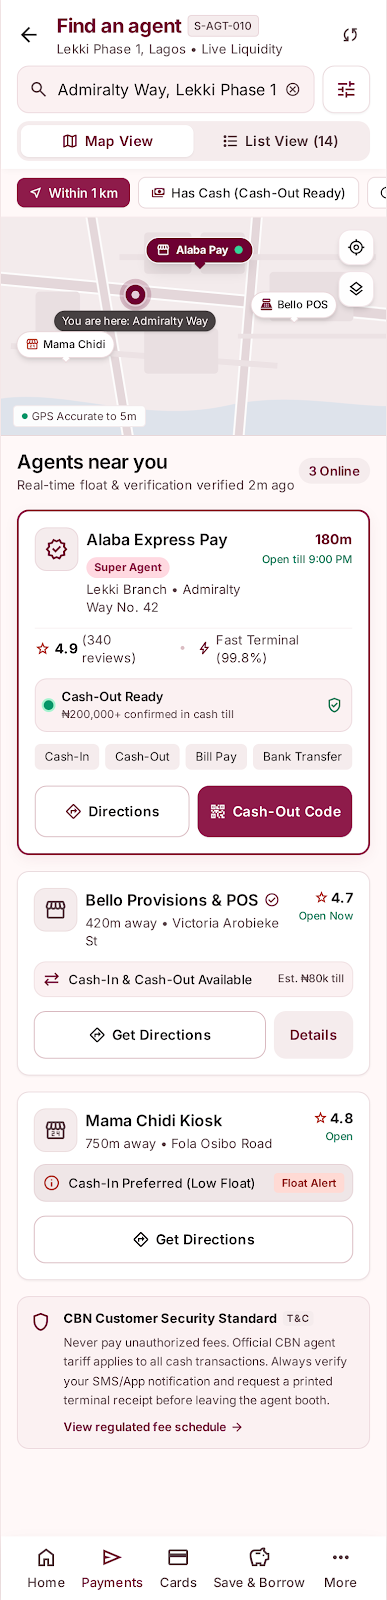 Find an agent S-AGT-010
Lekki Phase 1, Lagos • Live Liquidity
Admiralty Way, Lekki Phase 1
Map View
List View (14)
Within 1 km
Has Cash (Cash-Out Ready)
Alaba Pay
Bello POS
You are here: Admiralty Way
Mama Chidi
GPS Accurate to 5m
Agents near you
Real-time float & verification verified 2m ago
3 Online
Alaba Express Pay
180m
Super Agent
Open till 9:00 PM
Lekki Branch • Admiralty
Way No. 42
4.9 (340
reviews)
• Fast Terminal
(99.8%)
Cash-Out Ready
₦200,000+ confirmed in cash till
Cash-In
Cash-Out
Bill Pay
Bank Transfer
Directions
Cash-Out Code
Bello Provisions & POS
4.7
420m away • Victoria Arobieke
St
Open Now
Cash-In & Cash-Out Available
Est. ₦80k till
Get Directions
Details
Mama Chidi Kiosk
4.8
750m away • Fola Osibo Road
Open
Cash-In Preferred (Low Float)
Float Alert
Get Directions
CBN Customer Security Standard T&C
Never pay unauthorized fees. Official CBN agent
tariff applies to all cash transactions. Always verify
your SMS/App notification and request a printed
terminal receipt before leaving the agent booth.
View regulated fee schedule →
Home
Payments
Cards
Save & Borrow
More